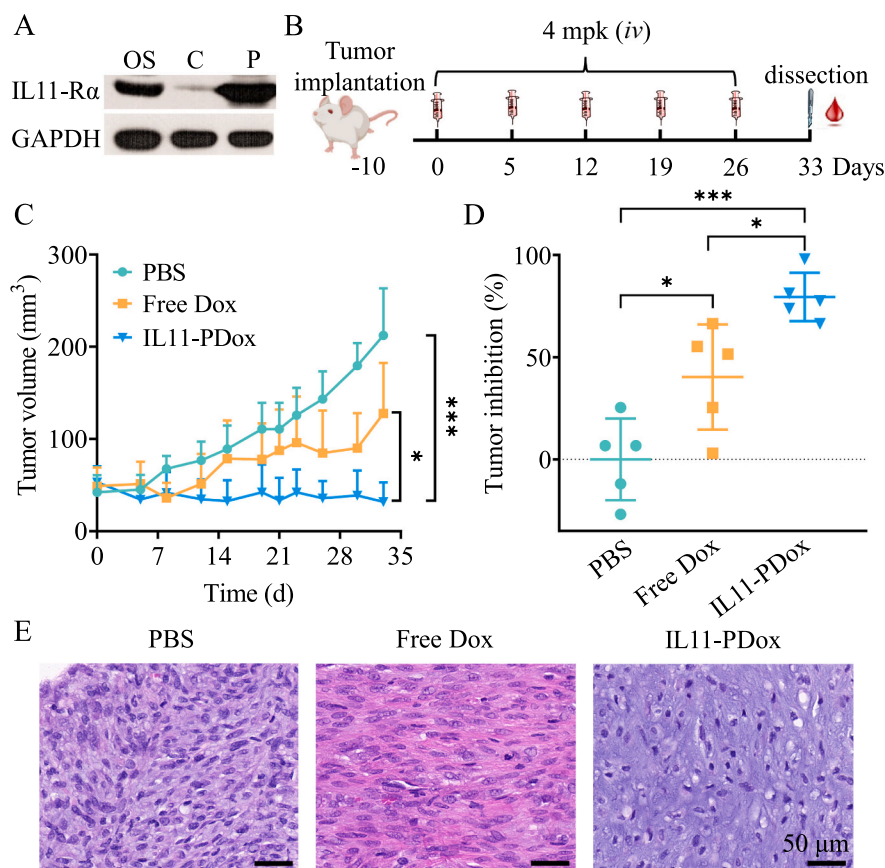 A
OS C P
IL11-Rα
GAPDH
B
4 mpk (iv)
Tumor
implantation
dissection
-10 0 5 12 19 26 33 Days
C
Tumor volume (mm³)
300
200
100
0
PBS
Free Dox
IL11-PDox
*
***
0 7 14 21 28 35
Time (d)
D
Tumor inhibition (%)
***
*
*
100
50
0
PBS
Free Dox
IL11-PDox
E
PBS Free Dox IL11-PDox
50 µm